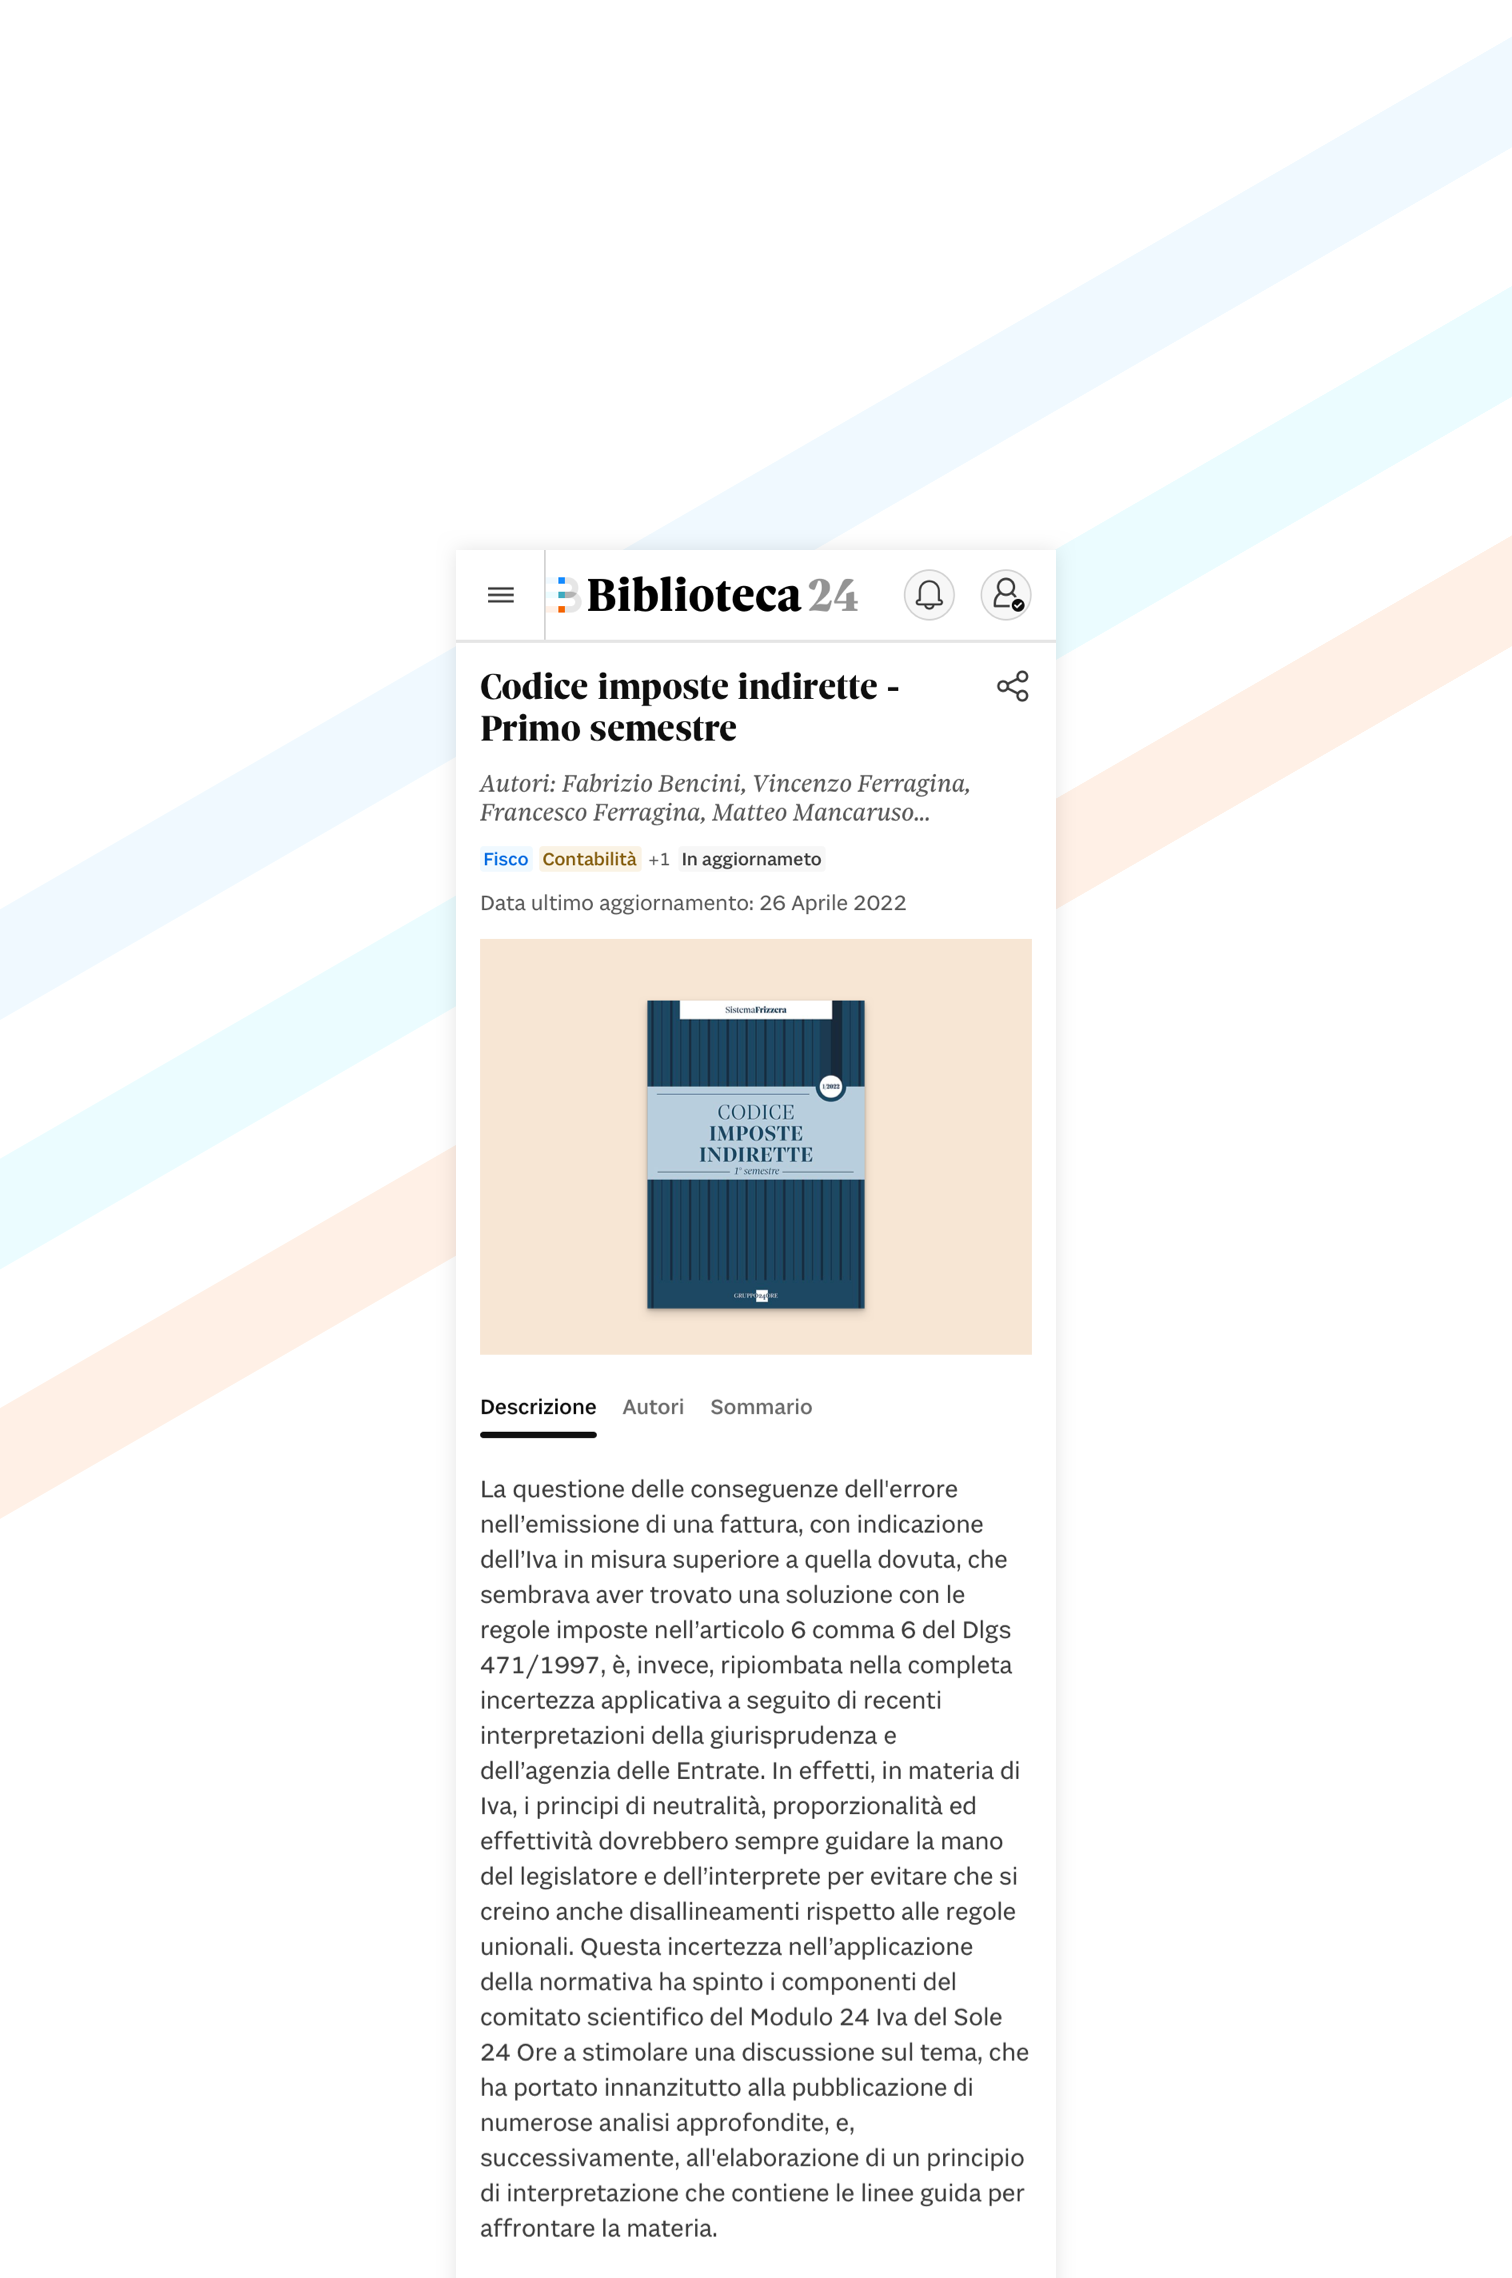 Biblioteca 24
Codice imposte indirette -
Primo semestre
Autori: Fabrizio Bencini, Vincenzo Ferragina,
Francesco Ferragina, Matteo Mancaruso...
Fisco Contabilità +1 In aggiornameto
Data ultimo aggiornamento: 26 Aprile 2022
SistemaFrizzera
1/2022
CODICE
IMPOSTE
INDIRETTE
1° semestre
GRUPPO24ORE
Descrizione Autori Sommario
La questione delle conseguenze dell'errore
nell’emissione di una fattura, con indicazione
dell’Iva in misura superiore a quella dovuta, che
sembrava aver trovato una soluzione con le
regole imposte nell’articolo 6 comma 6 del Dlgs
471/1997, è, invece, ripiombata nella completa
incertezza applicativa a seguito di recenti
interpretazioni della giurisprudenza e
dell’agenzia delle Entrate. In effetti, in materia di
Iva, i principi di neutralità, proporzionalità ed
effettività dovrebbero sempre guidare la mano
del legislatore e dell’interprete per evitare che si
creino anche disallineamenti rispetto alle regole
unionali. Questa incertezza nell’applicazione
della normativa ha spinto i componenti del
comitato scientifico del Modulo 24 Iva del Sole
24 Ore a stimolare una discussione sul tema, che
ha portato innanzitutto alla pubblicazione di
numerose analisi approfondite, e,
successivamente, all'elaborazione di un principio
di interpretazione che contiene le linee guida per
affrontare la materia.